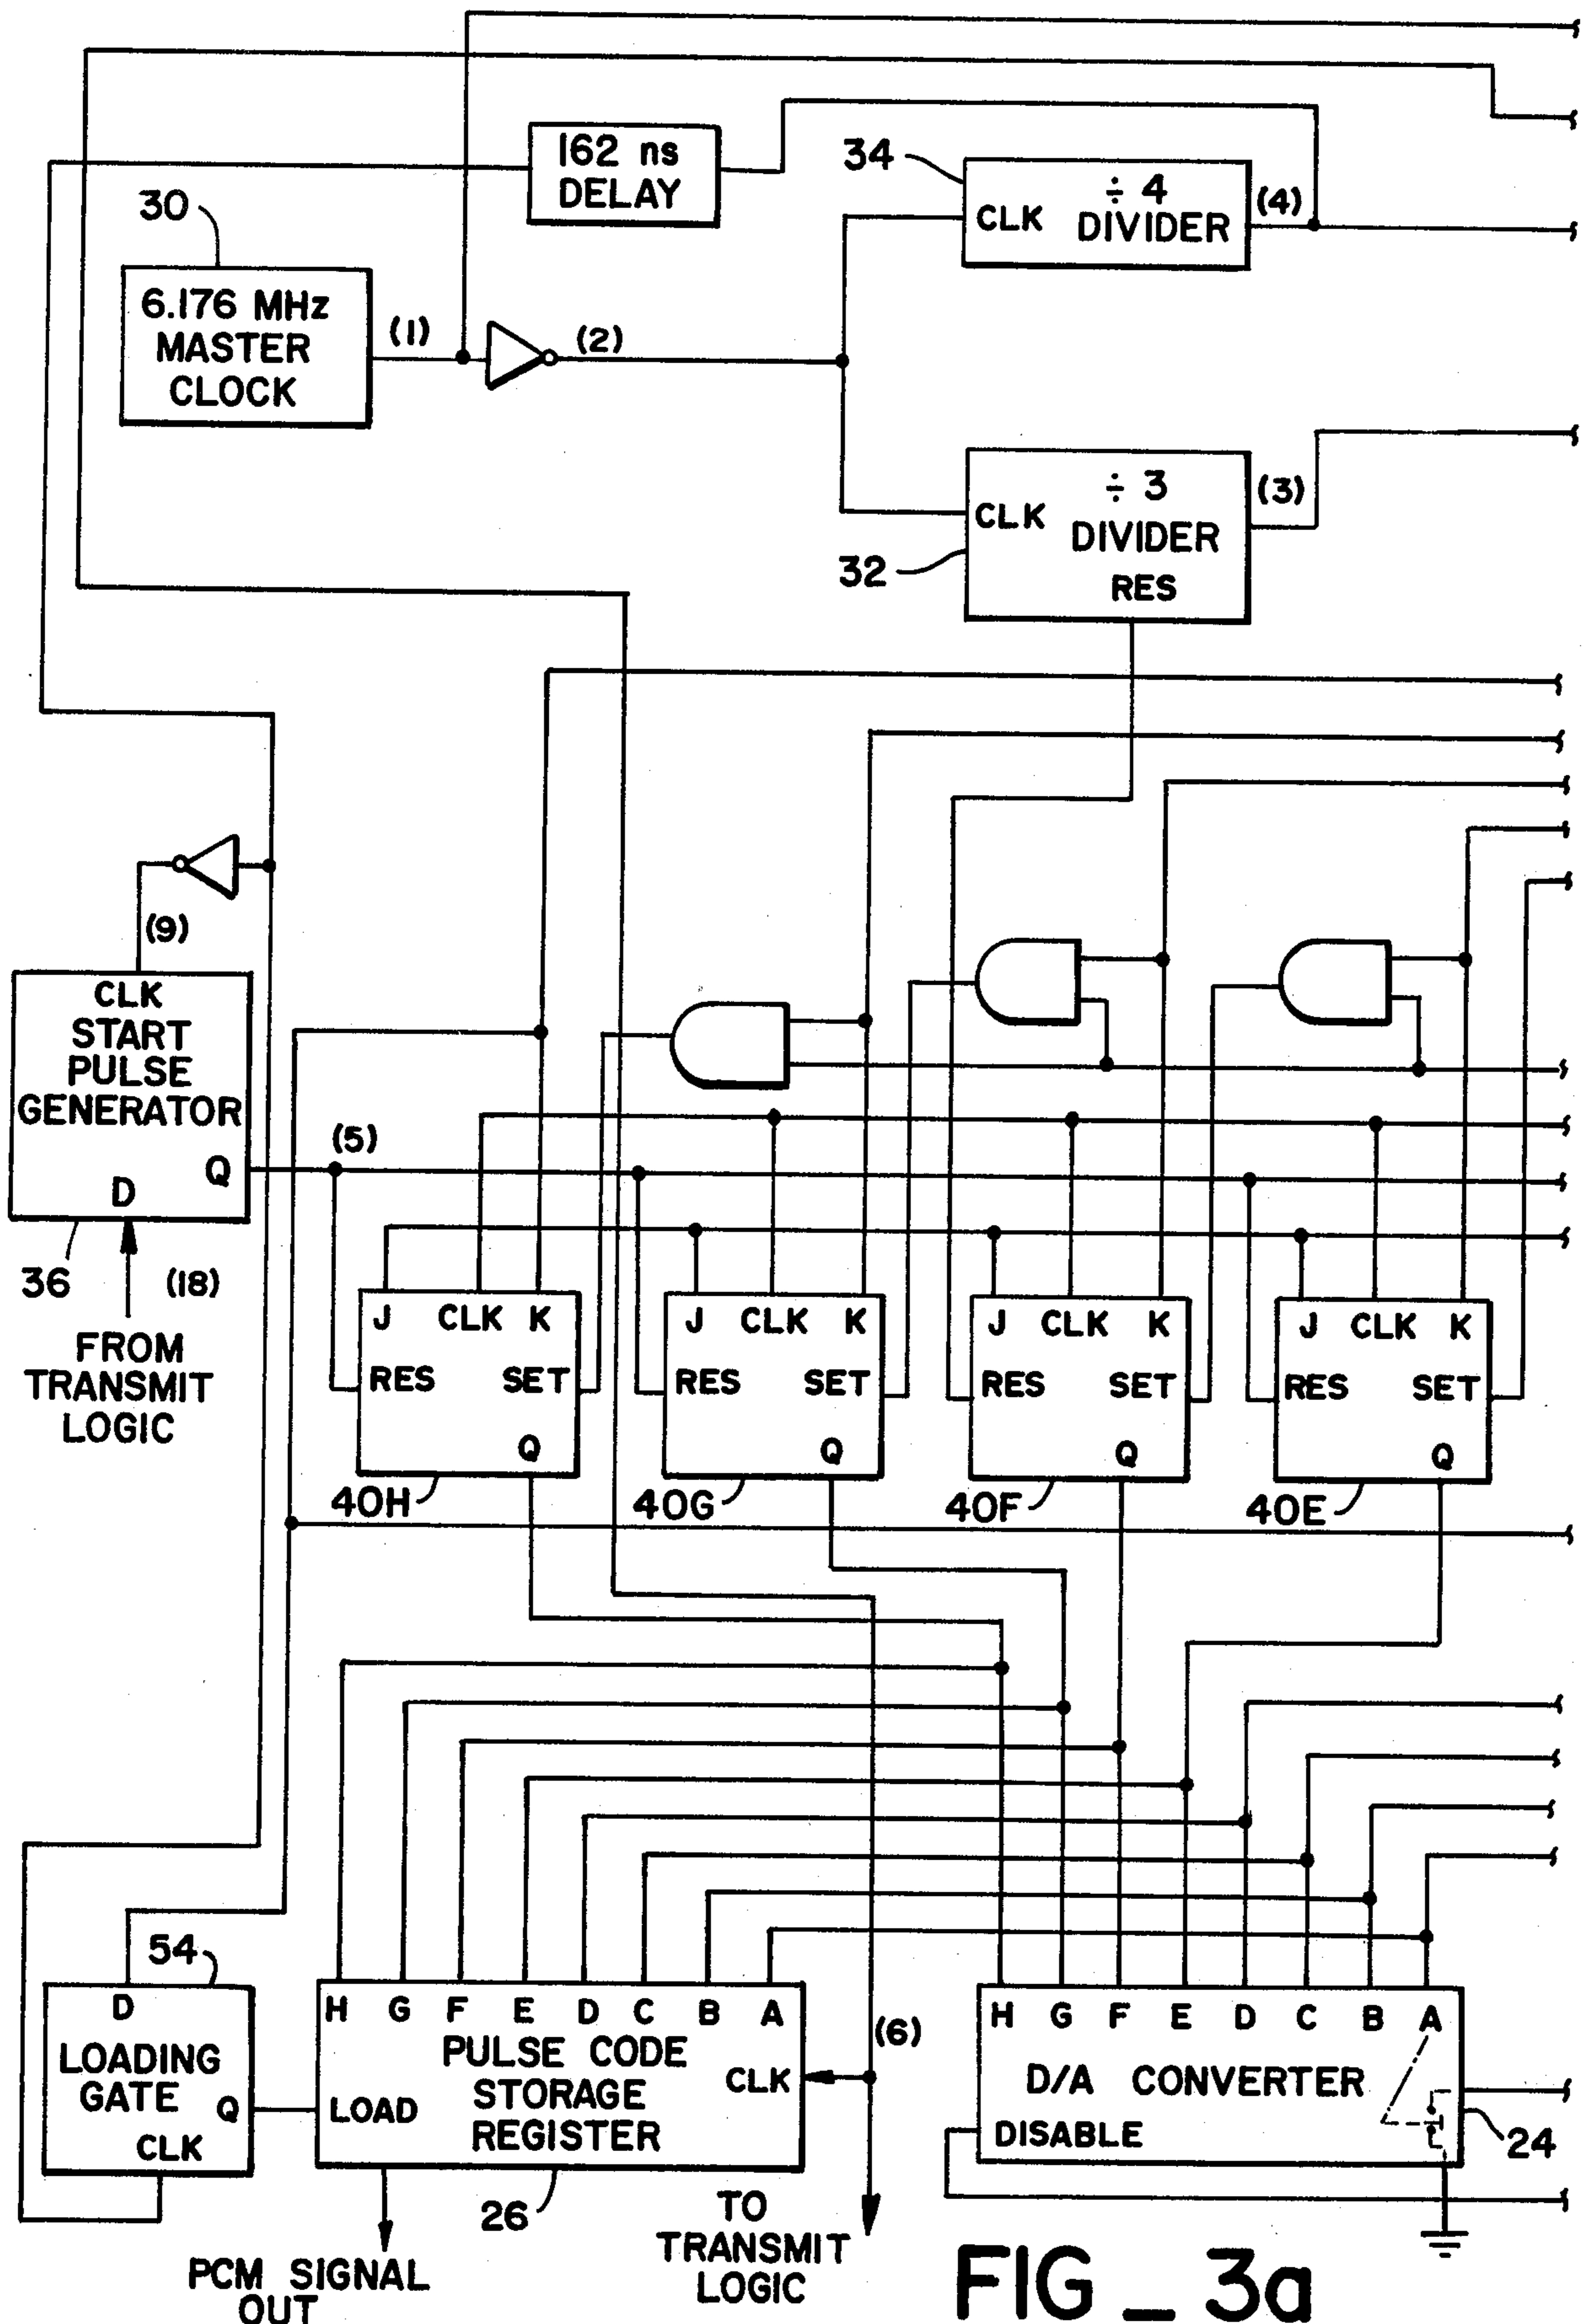 162 ns
DELAY
34
÷ 4
CLK DIVIDER
(4)
30
6.176 MHz
MASTER
CLOCK
(1)
(2)
÷ 3
CLK
DIVIDER
RES
(3)
32
(9)
CLK
START
PULSE
GENERATOR
Q
D
(5)
36
(18)
FROM
TRANSMIT
LOGIC
J CLK K
RES SET
Q
40H
J CLK K
RES SET
Q
40G
J CLK K
RES SET
Q
40F
J CLK K
RES SET
Q
40E
54
D
LOADING
GATE
Q
CLK
H G F E D C B A
PULSE CODE
STORAGE
REGISTER
CLK
LOAD
26
(6)
H G F E D C B A
D/A CONVERTER
DISABLE
24
PCM SIGNAL
OUT
TO
TRANSMIT
LOGIC
FIG_3a